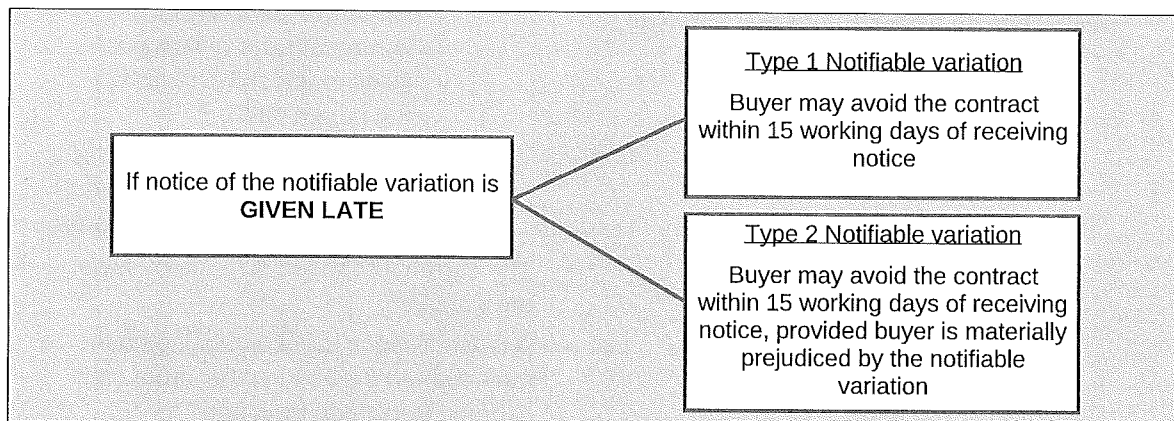 If notice of the notifiable variation is
GIVEN LATE
Type 1 Notifiable variation
Buyer may avoid the contract
within 15 working days of receiving
notice
Type 2 Notifiable variation
Buyer may avoid the contract
within 15 working days of receiving
notice, provided buyer is materially
prejudiced by the notifiable
variation